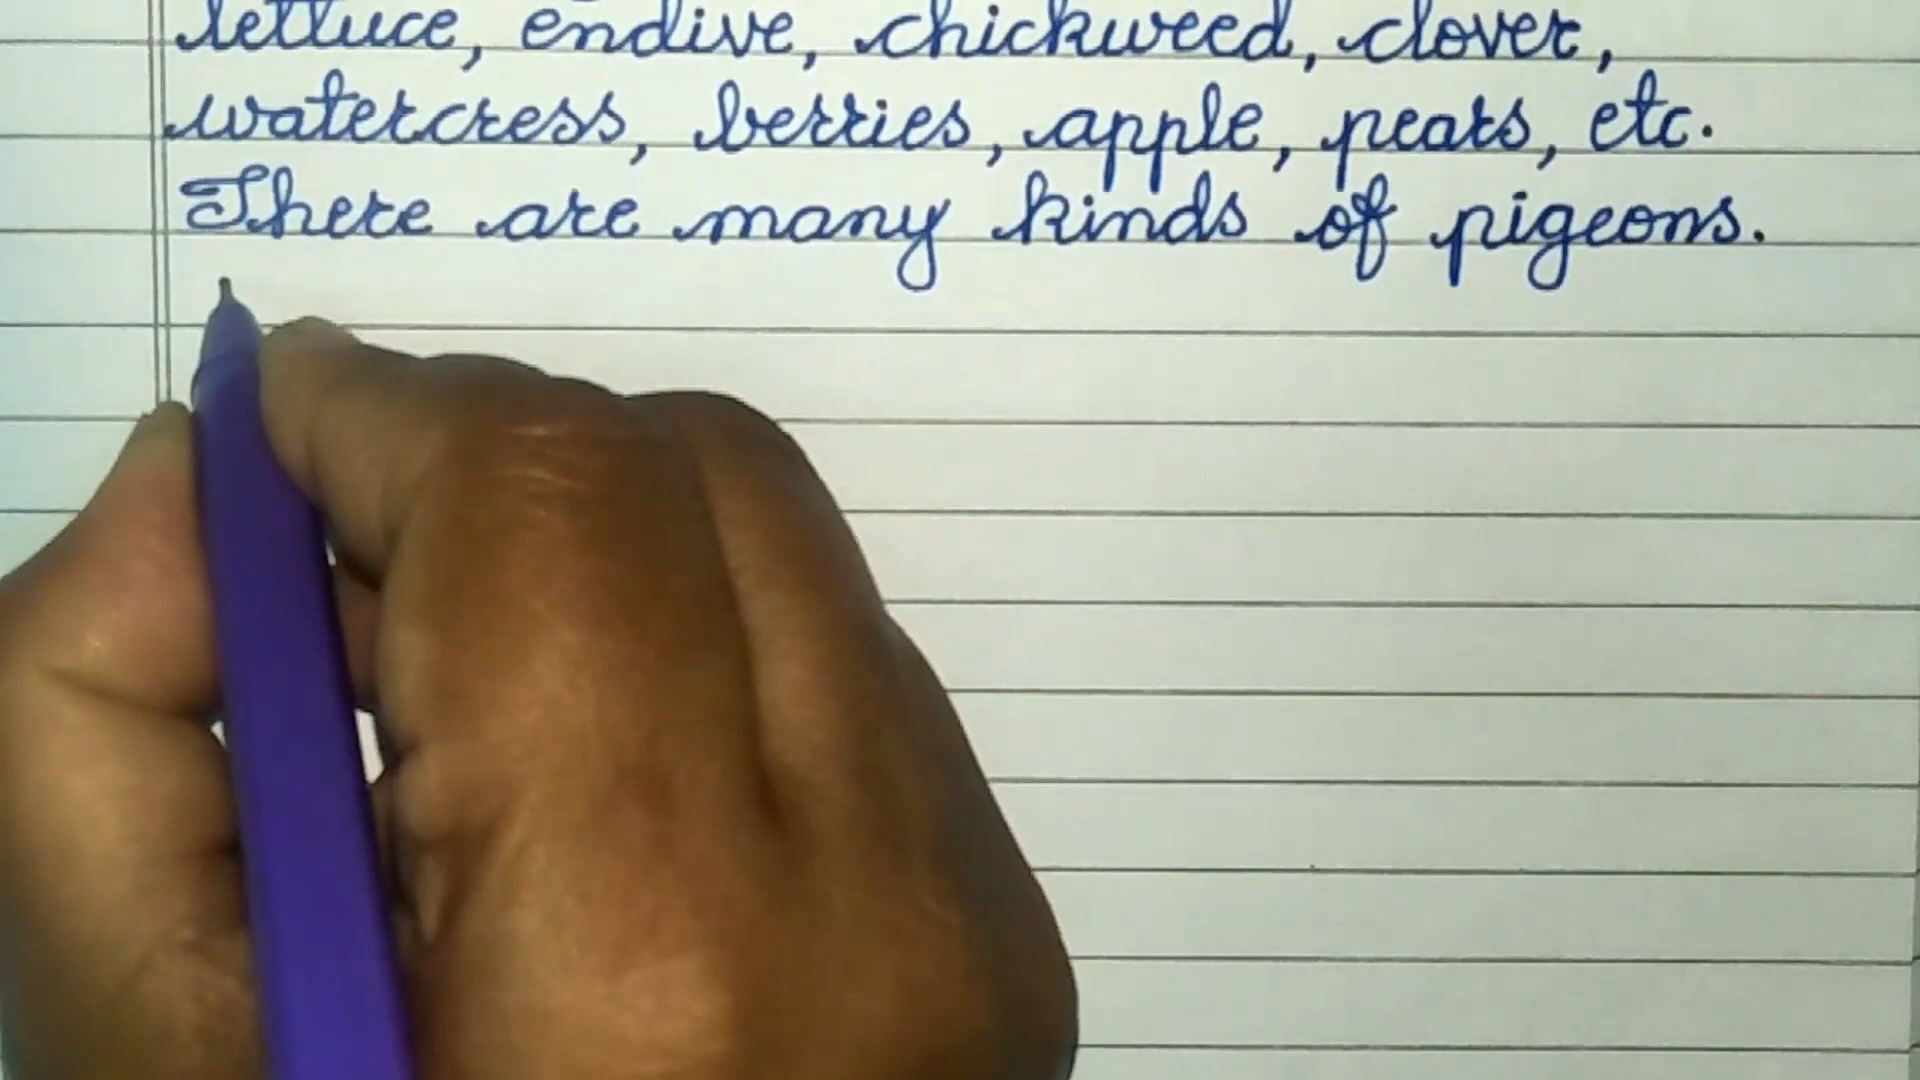 lettuce, endive, chickweed, clover,
watercress, berries, apple, pears, etc.
There are many kinds of pigeons.